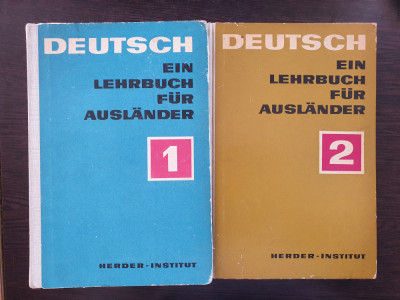 DEUTSCH
EIN
LEHRBUCH
FÜR
AUSLÄNDER
1
HERDER-INSTITUT
DEUTSCH
EIN
LEHRBUCH
FÜR
AUSLÄNDER
2
HERDER-INSTITUT